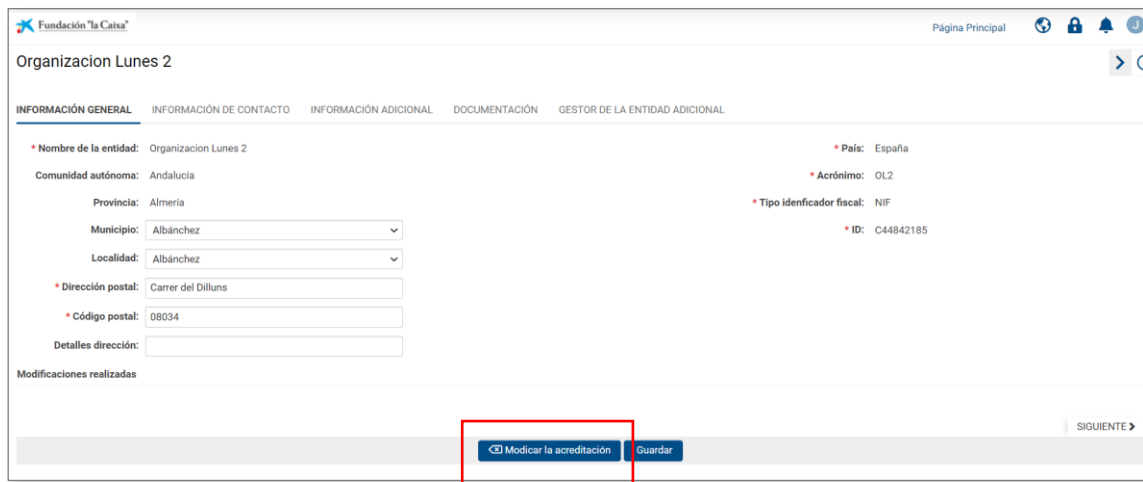 Fundación "la Caixa"
Página Principal
J
Organizacion Lunes 2
INFORMACIÓN GENERAL INFORMACIÓN DE CONTACTO INFORMACIÓN ADICIONAL DOCUMENTACIÓN GESTOR DE LA ENTIDAD ADICIONAL
* Nombre de la entidad: Organizacion Lunes 2 * País: España
Comunidad autónoma: Andalucía * Acrónimo: OL2
Provincia: Almería * Tipo idenficador fiscal: NIF
Municipio: Albánchez * ID: C44842185
Localidad: Albánchez
* Dirección postal: Carrer del Dilluns
* Código postal: 08034
Detalles dirección:
Modificaciones realizadas
SIGUIENTE
Modicar la acreditación Guardar